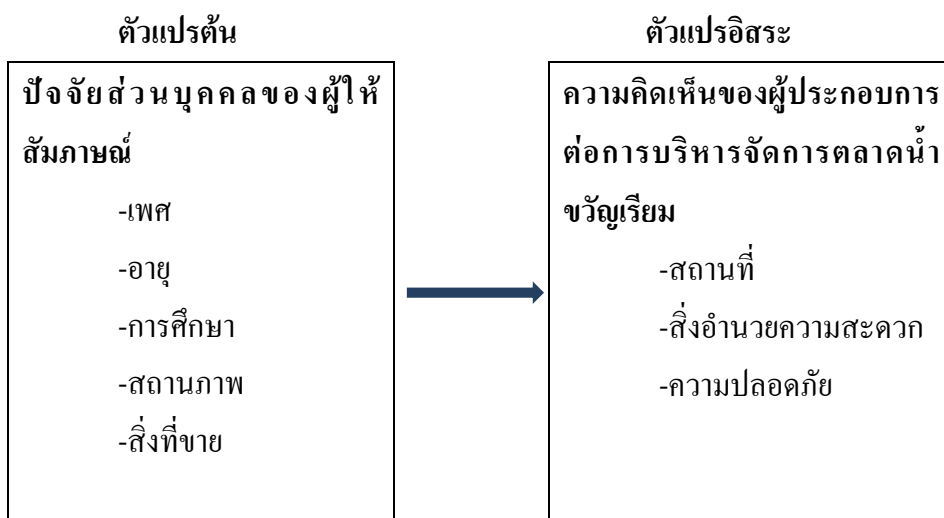 ตัวแปรต้น
ปัจจัยส่วนบุคคลของผู้ให้
สัมภาษณ์
-เพศ
-อายุ
-การศึกษา
-สถานภาพ
-สิ่งที่ขาย
ตัวแปรอิสระ
ความคิดเห็นของผู้ประกอบการ
ต่อการบริหารจัดการตลาดน้ำ
ขวัญเรียม
-สถานที่
-สิ่งอำนวยความสะดวก
-ความปลอดภัย